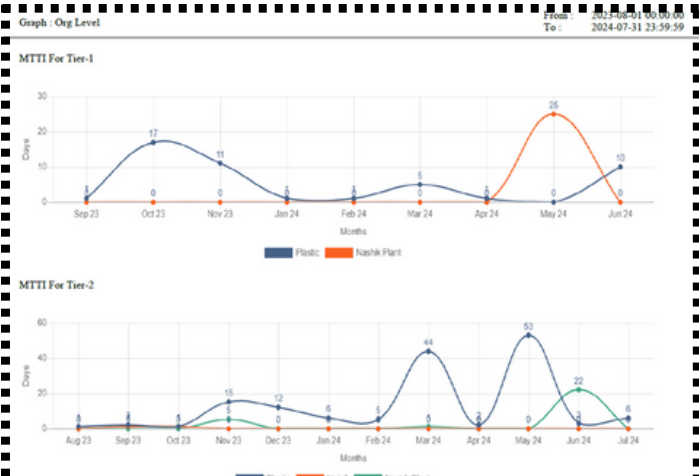 Graph : Org Level
From : 2023-08-01 00:00:00
To : 2024-07-31 23:59:59
MTTI For Tier-1
30
20
10
0
Days
17
11
5
25
10
0 0 0 0 0
Sep 23 Oct 23 Nov 23 Jan 24 Feb 24 Mar 24 Apr 24 May 24 Jun 24
Months
Plastic Nashik Plant
MTTI For Tier-2
60
40
20
0
Days
15
12
6
5
44
53
22
6
5
0
0
Aug 23 Sep 23 Oct 23 Nov 23 Dec 23 Jan 24 Feb 24 Mar 24 Apr 24 May 24 Jun 24 Jul 24
Months